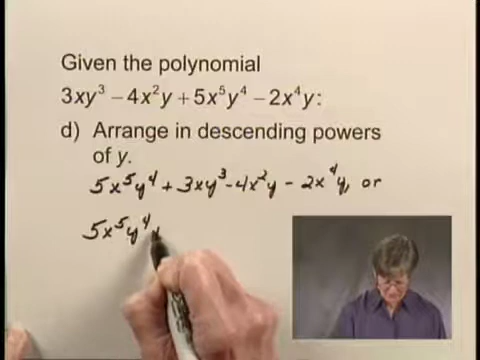 Given the polynomial
3xy³ − 4x²y + 5x⁵y⁴ − 2x⁴y:
d) Arrange in descending powers
of y.
5x⁵y⁴ + 3xy³ - 4x²y - 2x⁴y, or
5x⁵y⁴